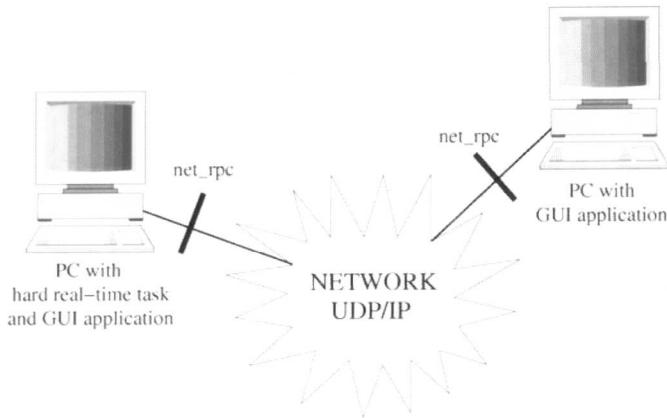 net_rpc
PC with
GUI application
net_rpc
PC with
hard real–time task
and GUI application
NETWORK
UDP/IP